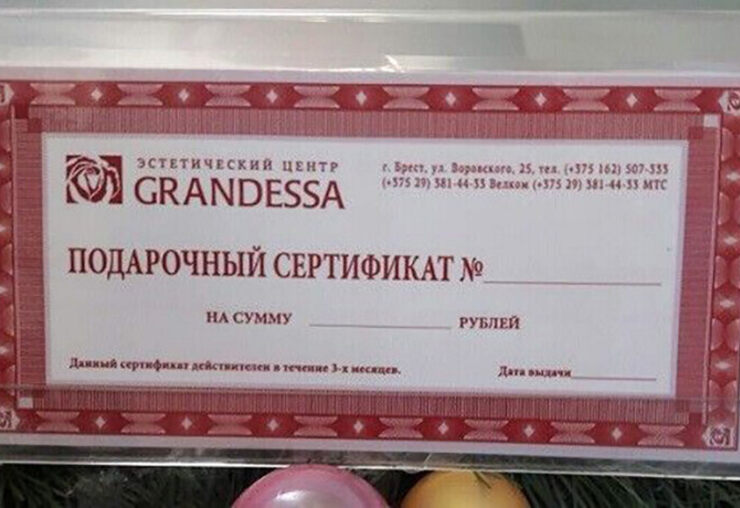 ЭСТЕТИЧЕСКИЙ ЦЕНТР
GRANDESSA
г. Брест, ул. Воровского, 25, тел. (+375 162) 507-333
(+375 29) 381-44-33 Велком (+375 29) 381-44-33 МТС
ПОДАРОЧНЫЙ СЕРТИФИКАТ №
НА СУММУ РУБЛЕЙ
Данный сертификат действителен в течение 3-х месяцев.
Дата выдачи